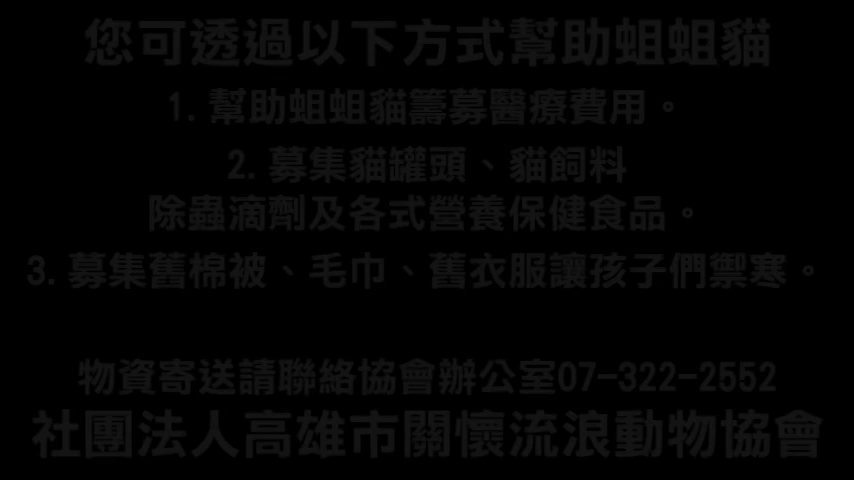 您可透過以下方式幫助蛆蛆貓
1. 幫助蛆蛆貓籌募醫療費用。
2. 募集貓罐頭、貓飼料
除蟲滴劑及各式營養保健食品。
3. 募集舊棉被、毛巾、舊衣服讓孩子們禦寒。
物資寄送請聯絡協會辦公室07-322-2552
社團法人高雄市關懷流浪動物協會